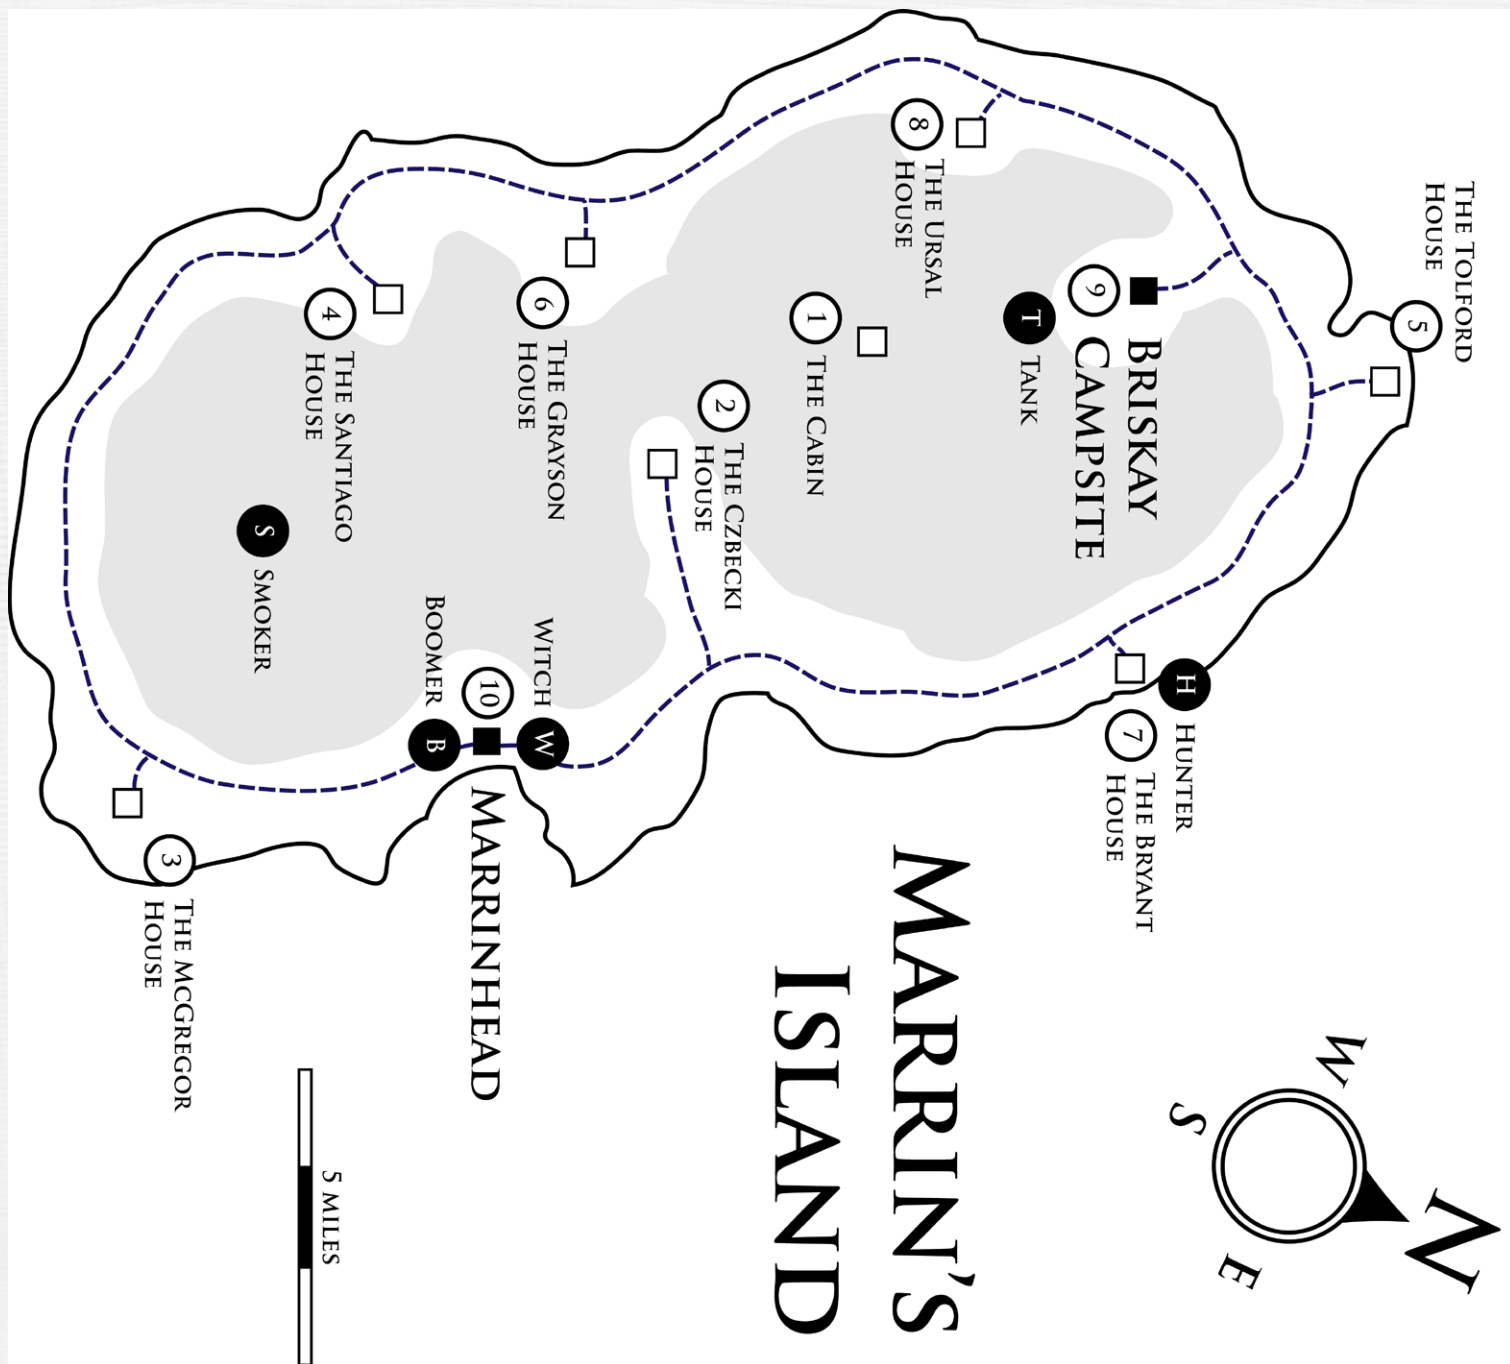 MARRIN'S
ISLAND
N
W
S
E
5 MILES
5
THE TOLFORD
HOUSE
8
THE URSAL
HOUSE
9
BRISKAY
CAMPSITE
T
TANK
1
THE CABIN
2
THE CZBECKI
HOUSE
6
THE GRAYSON
HOUSE
4
THE SANTIAGO
HOUSE
S
SMOKER
H
HUNTER
7
THE BRYANT
HOUSE
W
WITCH
10
MARRINHEAD
B
BOOMER
3
THE MCGREGOR
HOUSE